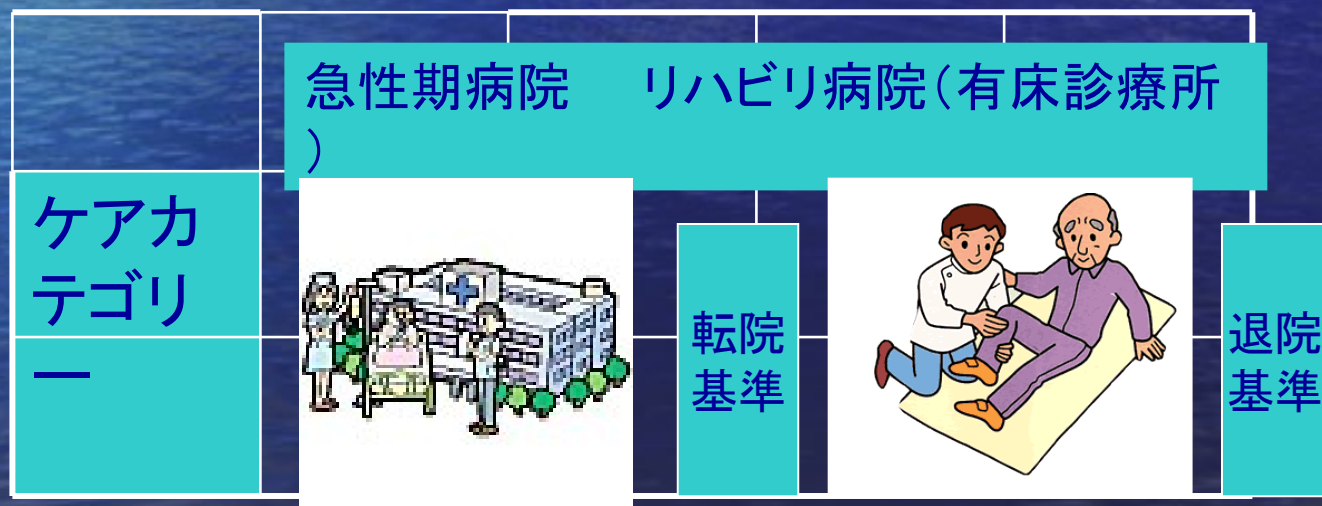 急性期病院　　リハビリ病院（有床診療所
）
ケアカ
テゴリ
ー
転院
基準
退院
基準